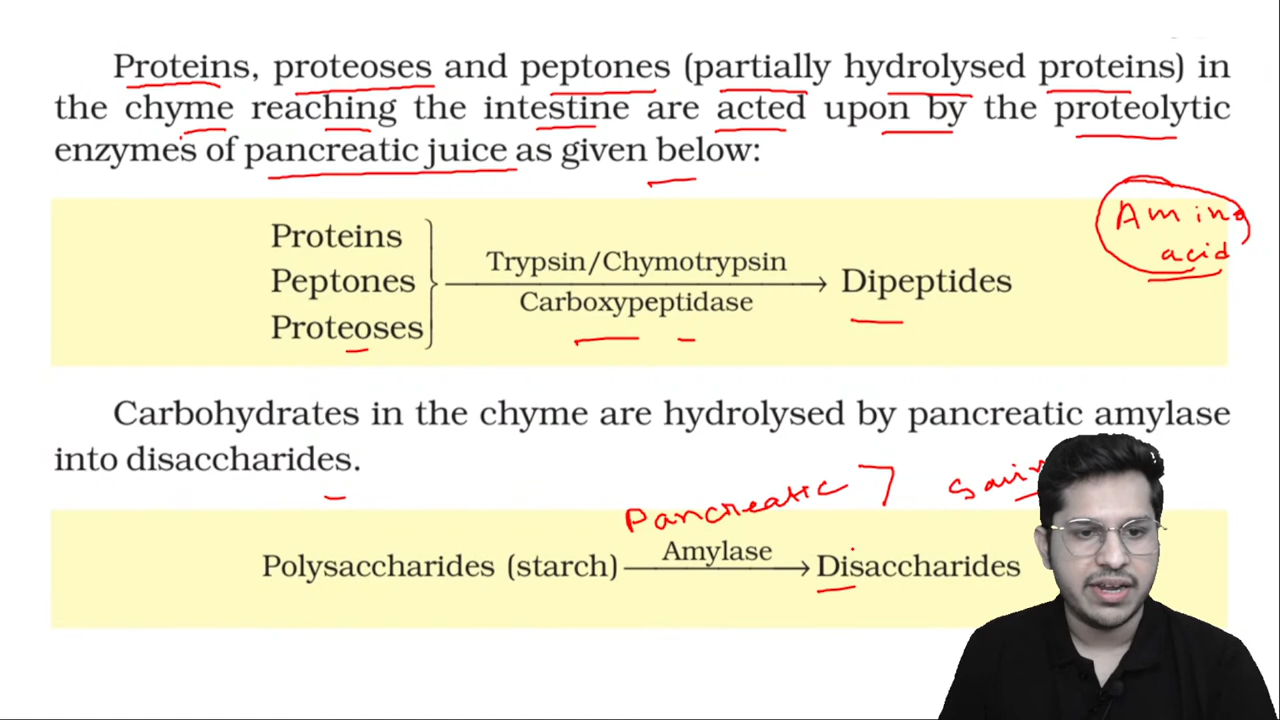 Proteins, proteoses and peptones (partially hydrolysed proteins) in
the chyme reaching the intestine are acted upon by the proteolytic
enzymes of pancreatic juice as given below:
Amino
acid
Proteins
Peptones
Proteoses
Trypsin/Chymotrypsin
Carboxypeptidase
Dipeptides
Carbohydrates in the chyme are hydrolysed by pancreatic amylase
into disaccharides.
Pancreatic
Polysaccharides (starch)
Amylase
Disaccharides